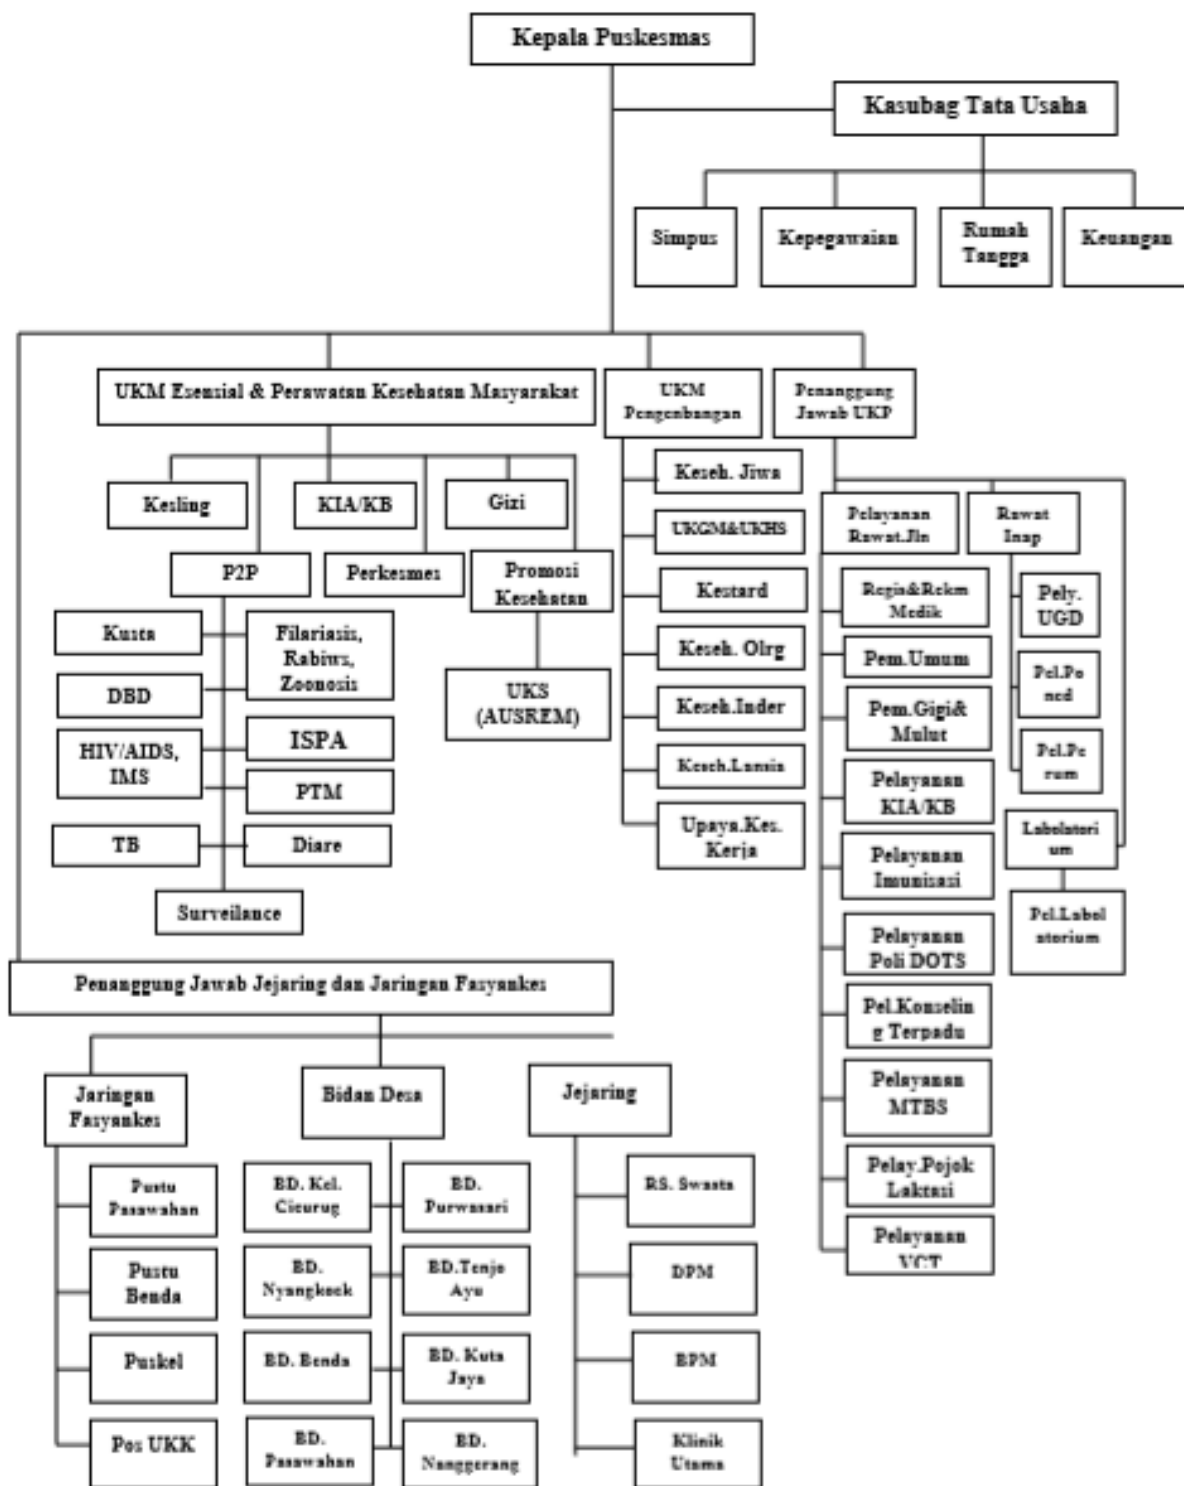 Kepala Puskesmas
Kasubag Tata Usaha
Simpus
Kepegawaian
Rumah
Tangga
Keuangan
UKM Esensial & Perawatan Kesehatan Masyarakat
UKM
Pengenbangan
Penanggung
Jawab UKP
Kesling
KIA/KB
Gizi
P2P
Perkesmes
Promosi
Kesehatan
Kusta
Filariasis,
Rabiws,
Zoonosis
DBD
HIV/AIDS,
IMS
ISPA
PTM
TB
Diare
Surveilance
UKS
(AUSREM)
Keseh. Jiwa
UKGM&UKHS
Kestard
Keseh. Olrg
Keseh.Inder
Keseh.Lansia
Upaya.Kes.
Kerja
Pelayanan
Rawat.Jln
Rawat
Inap
Regis&Rekm
Medik
Pem.Umum
Pem.Gigi&
Mulut
Pelayanan
KIA/KB
Pelayanan
Imunisasi
Pelayanan
Poli DOTS
Pel.Konselin
g Terpadu
Pelayanan
MTBS
Pelay.Pojok
Laktasi
Pelayanan
VCT
Pely.
UGD
Pel.Po
ned
Pel.Pe
rum
Labolatori
um
Pel.Labol
atorium
Penanggung Jawab Jejaring dan Jaringan Fasyankes
Jaringan
Fasyankes
Bidan Desa
Jejaring
Pustu
Pasawahan
Pustu
Benda
Puskel
Pos UKK
BD. Kel.
Cicurug
BD.
Purwasari
BD.
Nyangkoek
BD.Tenjo
Ayu
BD. Benda
BD. Kuta
Jaya
BD.
Pasawahan
BD.
Nanggerang
RS. Swasta
DPM
BPM
Klinik
Utama